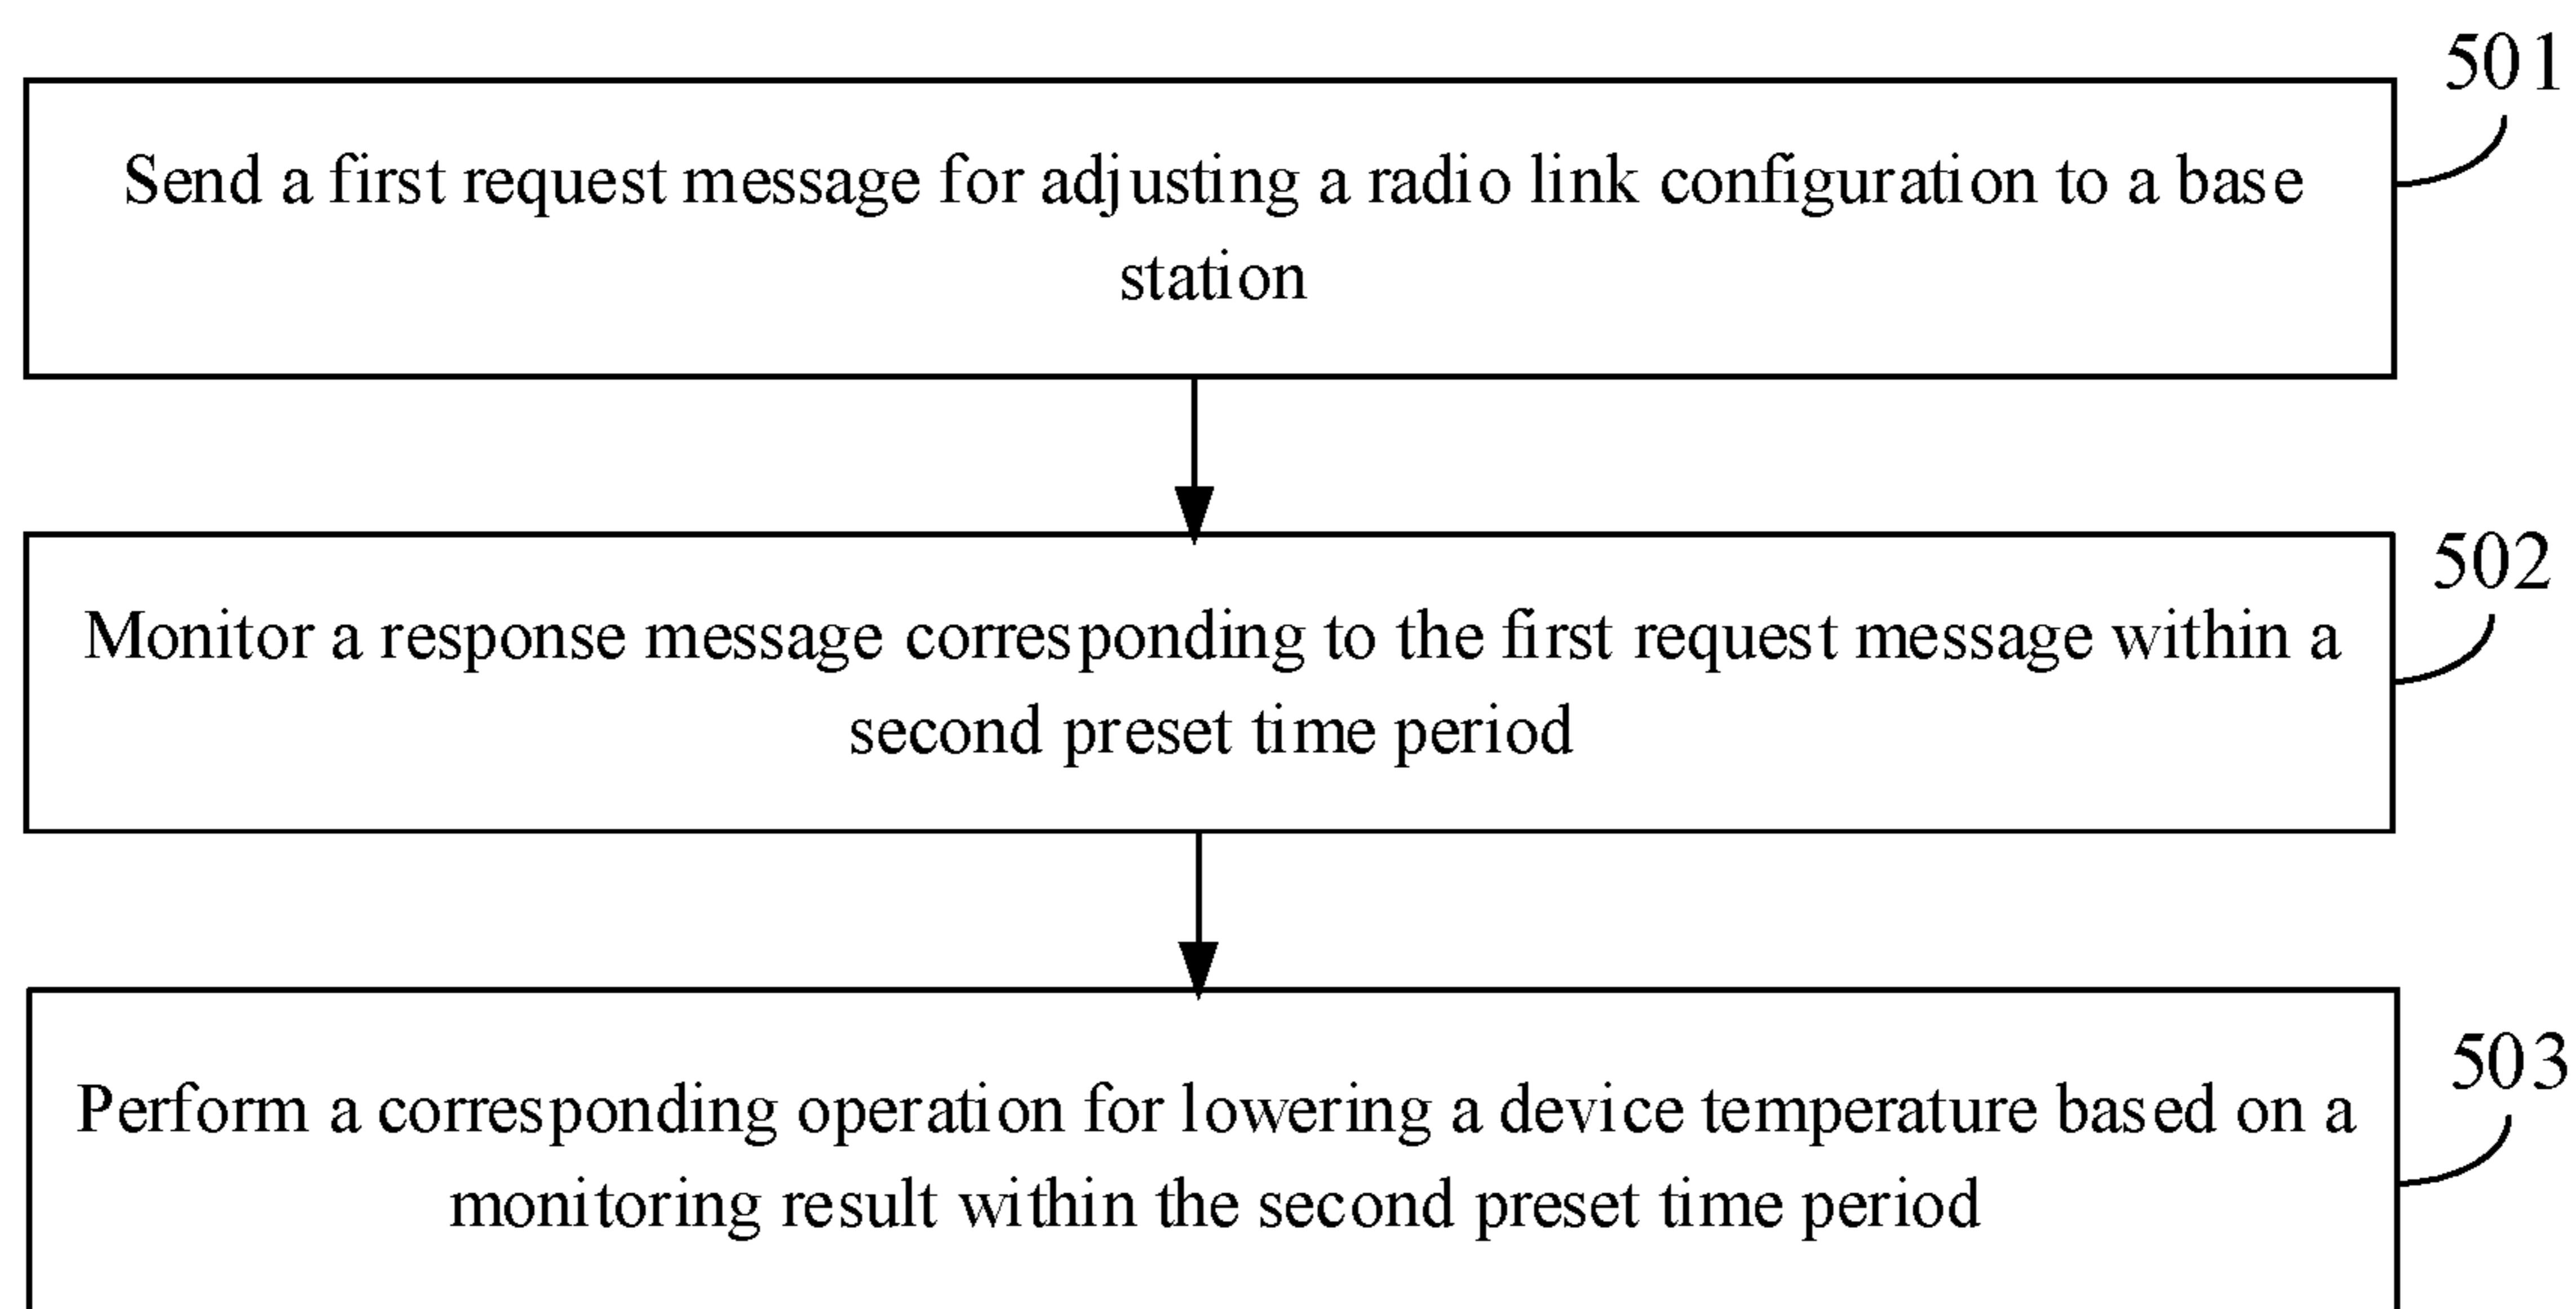 501
Send a first request message for adjusting a radio link configuration to a base
station
502
Monitor a response message corresponding to the first request message within a
second preset time period
503
Perform a corresponding operation for lowering a device temperature based on a
monitoring result within the second preset time period